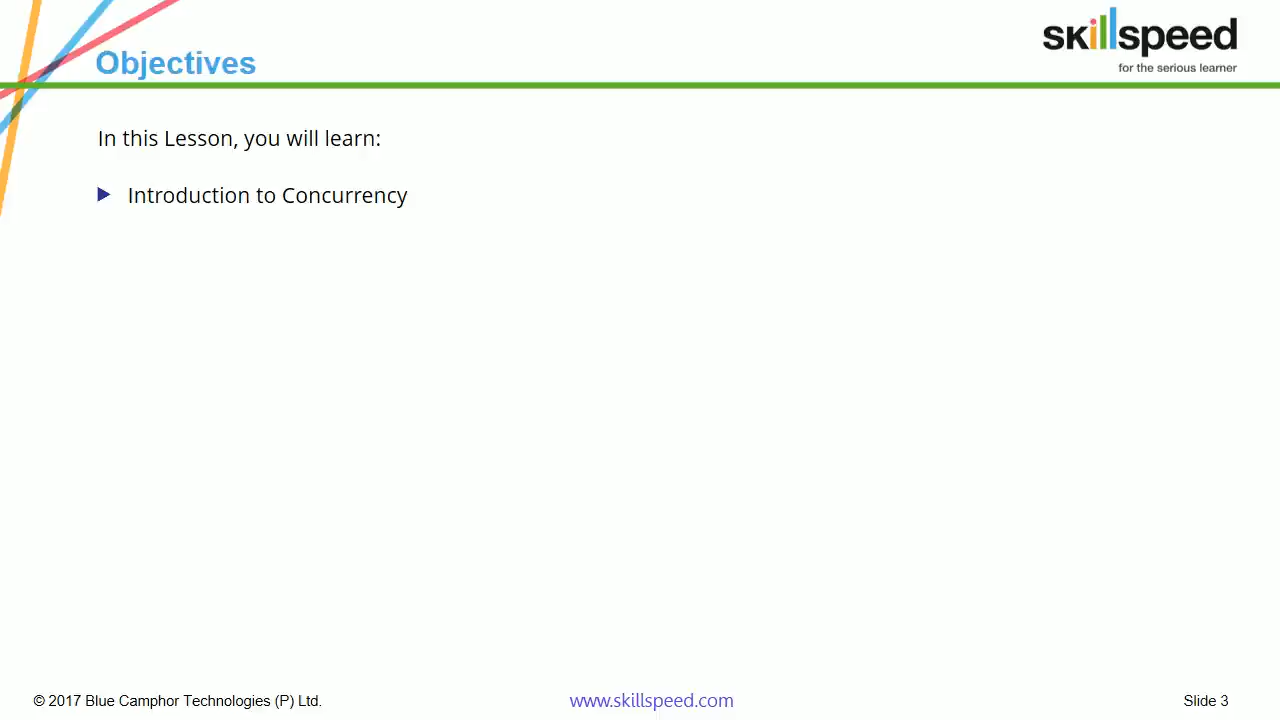 Objectives
skillspeed
for the serious learner
In this Lesson, you will learn:
Introduction to Concurrency
© 2017 Blue Camphor Technologies (P) Ltd.
www.skillspeed.com
Slide 3